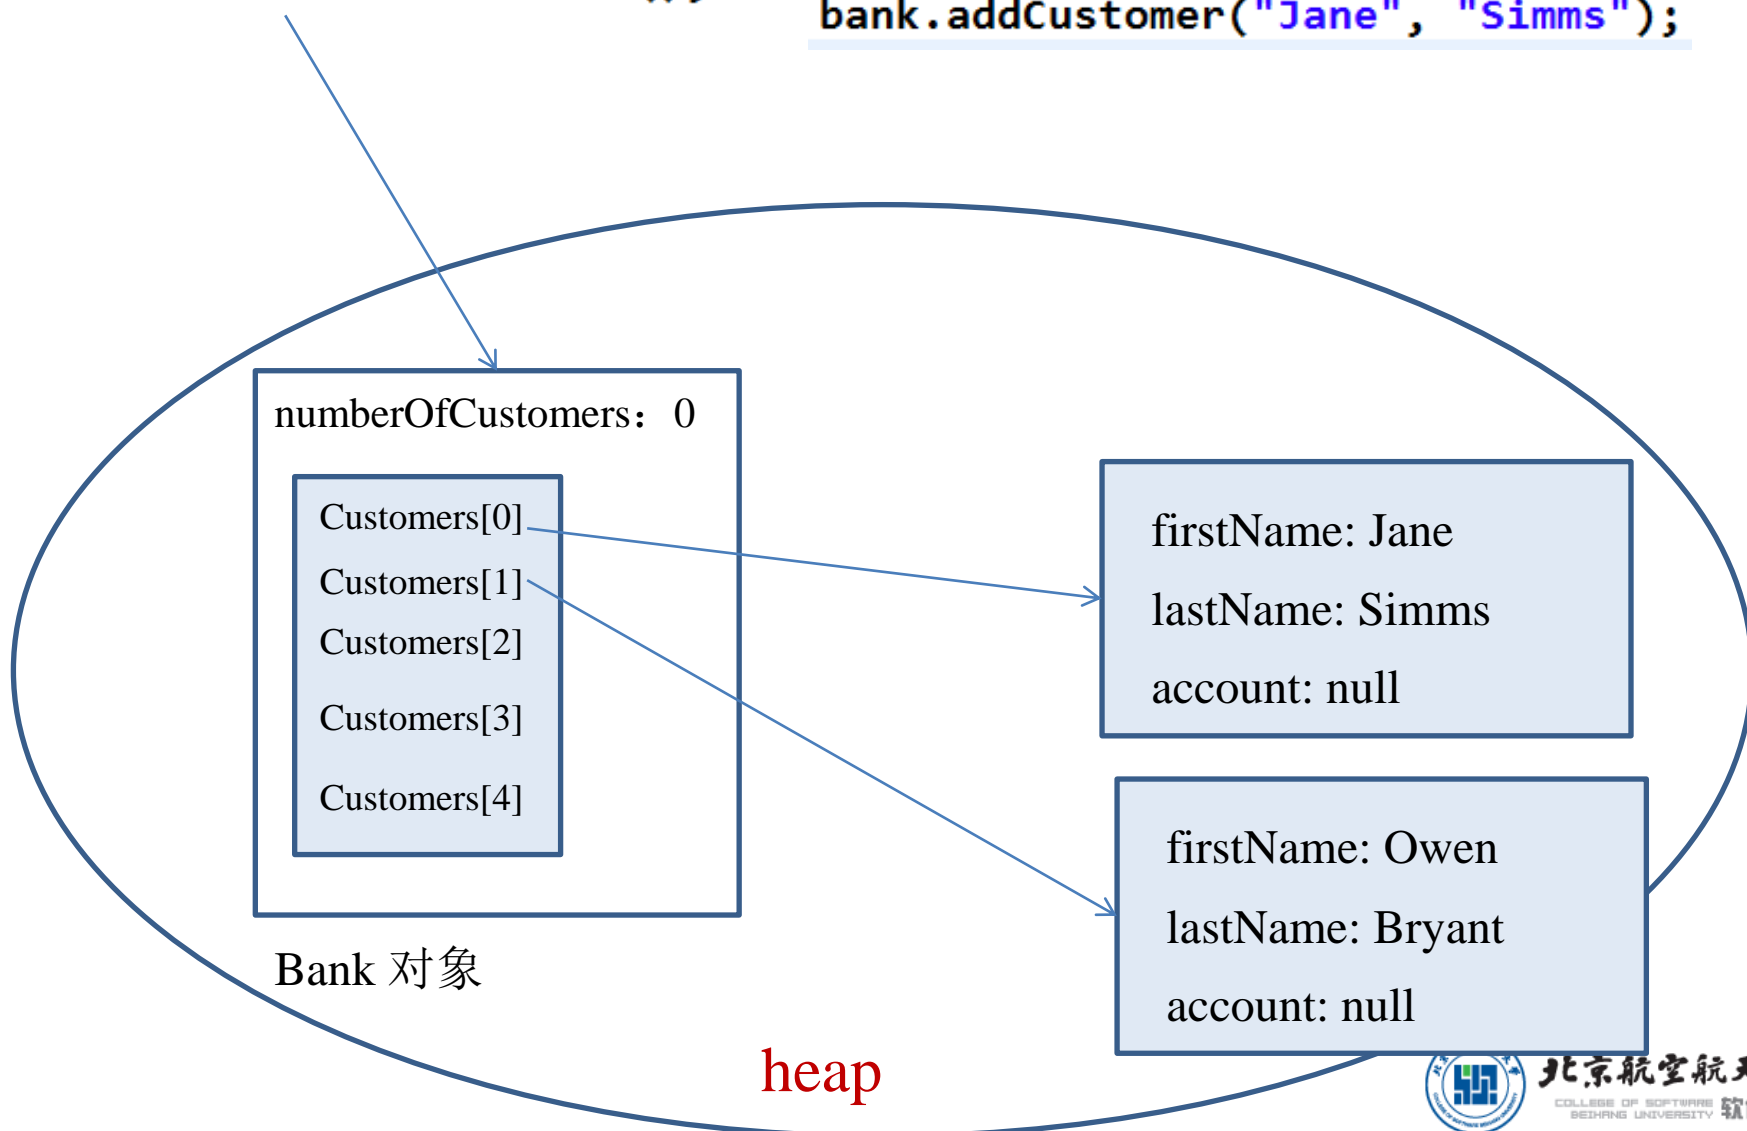 bank.addCustomer("Jane", "Simms");
numberOfCustomers：0
Customers[0]
Customers[1]
Customers[2]
Customers[3]
Customers[4]
Bank 对象
firstName: Jane
lastName: Simms
account: null
firstName: Owen
lastName: Bryant
account: null
heap
北京航空航
COLLEGE OF SOFTWARE
BEIHANG UNIVERSITY